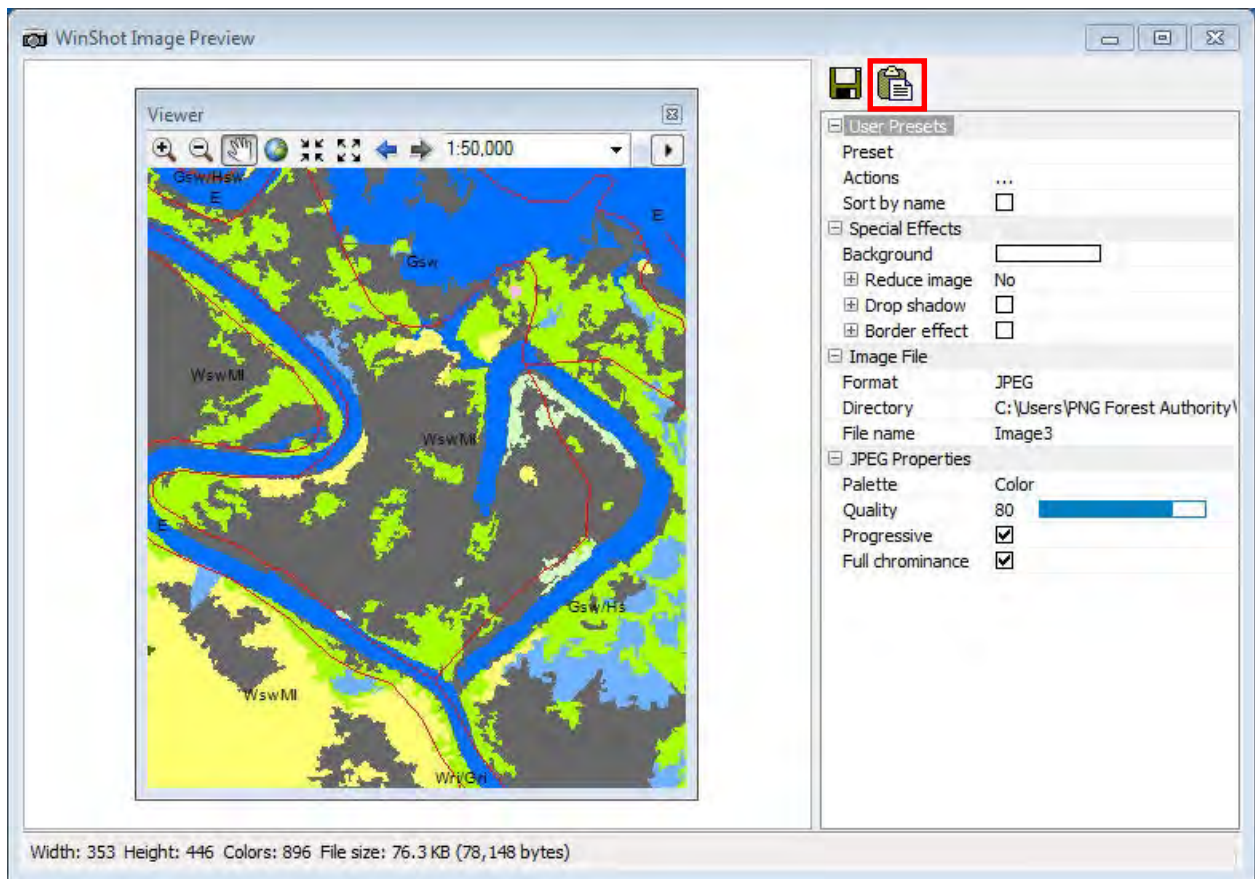 WinShot Image Preview
Viewer
1:50,000
Gsw/Hsw
E
E
Gsw
WswMl
WswMl
E
Gsw/Hs
WswMl
Wri/Gri
User Presets
Preset
Actions ...
Sort by name
Special Effects
Background
Reduce image No
Drop shadow
Border effect
Image File
Format JPEG
Directory C:\Users\PNG Forest Authority\
File name Image3
JPEG Properties
Palette Color
Quality 80
Progressive
Full chrominance
Width: 353 Height: 446 Colors: 896 File size: 76.3 KB (78,148 bytes)